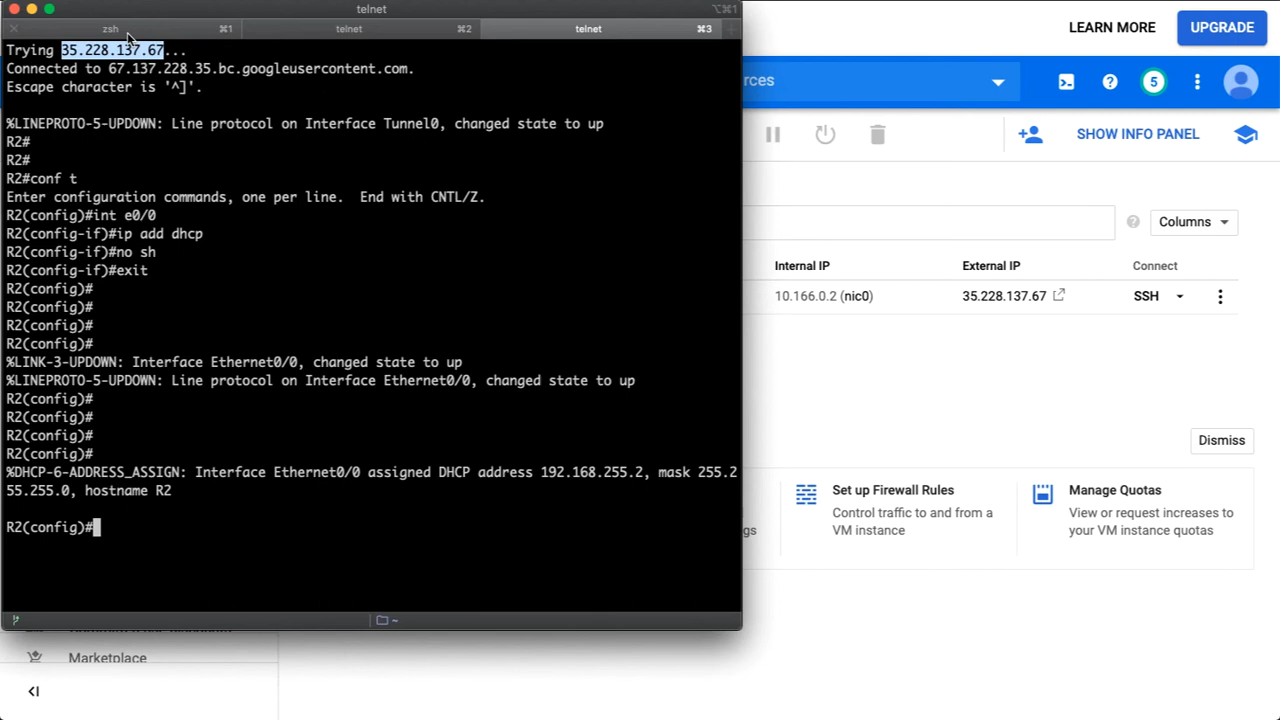 telnet
⌥⌘1
zsh ⌘1 telnet ⌘2 telnet ⌘3
Trying 35.228.137.67...
Connected to 67.137.228.35.bc.googleusercontent.com.
Escape character is '^]'.
%LINEPROTO-5-UPDOWN: Line protocol on Interface Tunnel0, changed state to up
R2#
R2#
R2#conf t
Enter configuration commands, one per line.  End with CNTL/Z.
R2(config)#int e0/0
R2(config-if)#ip add dhcp
R2(config-if)#no sh
R2(config-if)#exit
R2(config)#
R2(config)#
R2(config)#
R2(config)#
%LINK-3-UPDOWN: Interface Ethernet0/0, changed state to up
%LINEPROTO-5-UPDOWN: Line protocol on Interface Ethernet0/0, changed state to up
R2(config)#
R2(config)#
R2(config)#
R2(config)#
%DHCP-6-ADDRESS_ASSIGN: Interface Ethernet0/0 assigned DHCP address 192.168.255.2, mask 255.2
55.255.0, hostname R2
R2(config)#
~
Marketplace
LEARN MORE UPGRADE
rces
5
SHOW INFO PANEL
Columns
Internal IP External IP Connect
10.166.0.2 (nic0) 35.228.137.67 SSH
Dismiss
Set up Firewall Rules
Control traffic to and from a
VM instance
gs
Manage Quotas
View or request increases to
your VM instance quotas